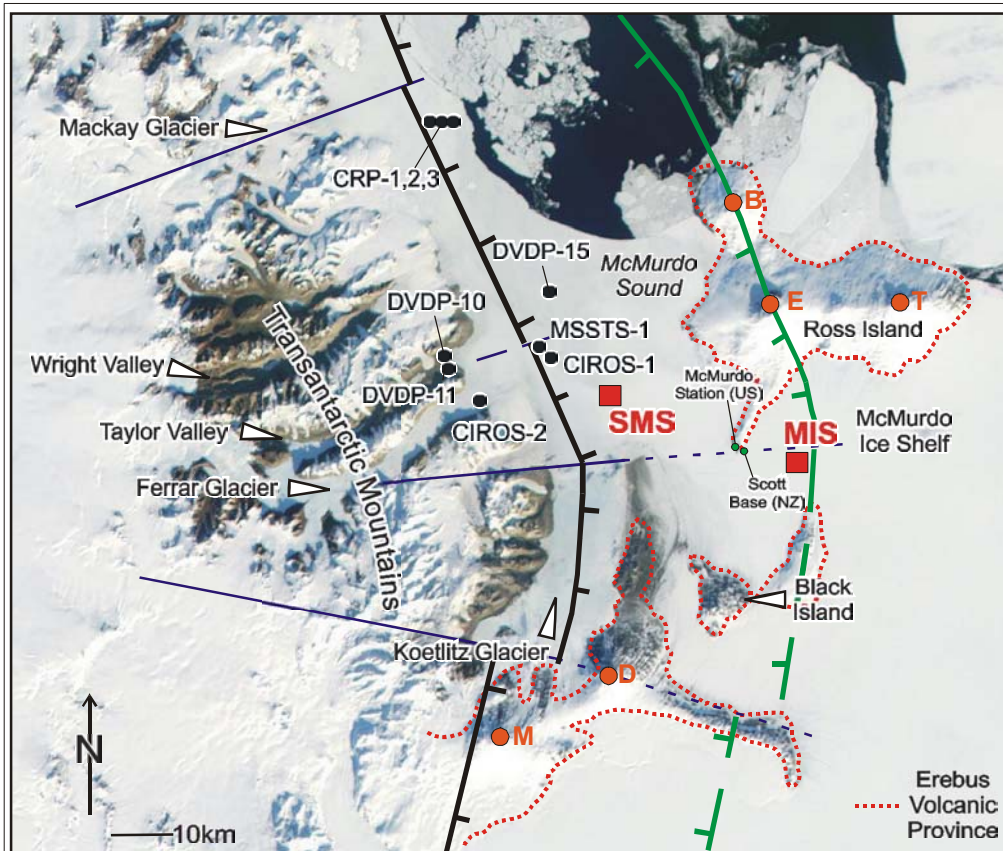 Mackay Glacier
CRP-1,2,3
B
DVDP-15
McMurdo
Sound
DVDP-10
E
T
MSSTS-1
Ross Island
Wright Valley
Transantarctic Mountains
CIROS-1
DVDP-11
McMurdo
Station (US)
SMS
CIROS-2
MIS
McMurdo
Ice Shelf
Taylor Valley
Ferrar Glacier
Scott
Base (NZ)
Black
Island
Koetlitz Glacier
D
M
N
10km
Erebus
Volcanic
Province